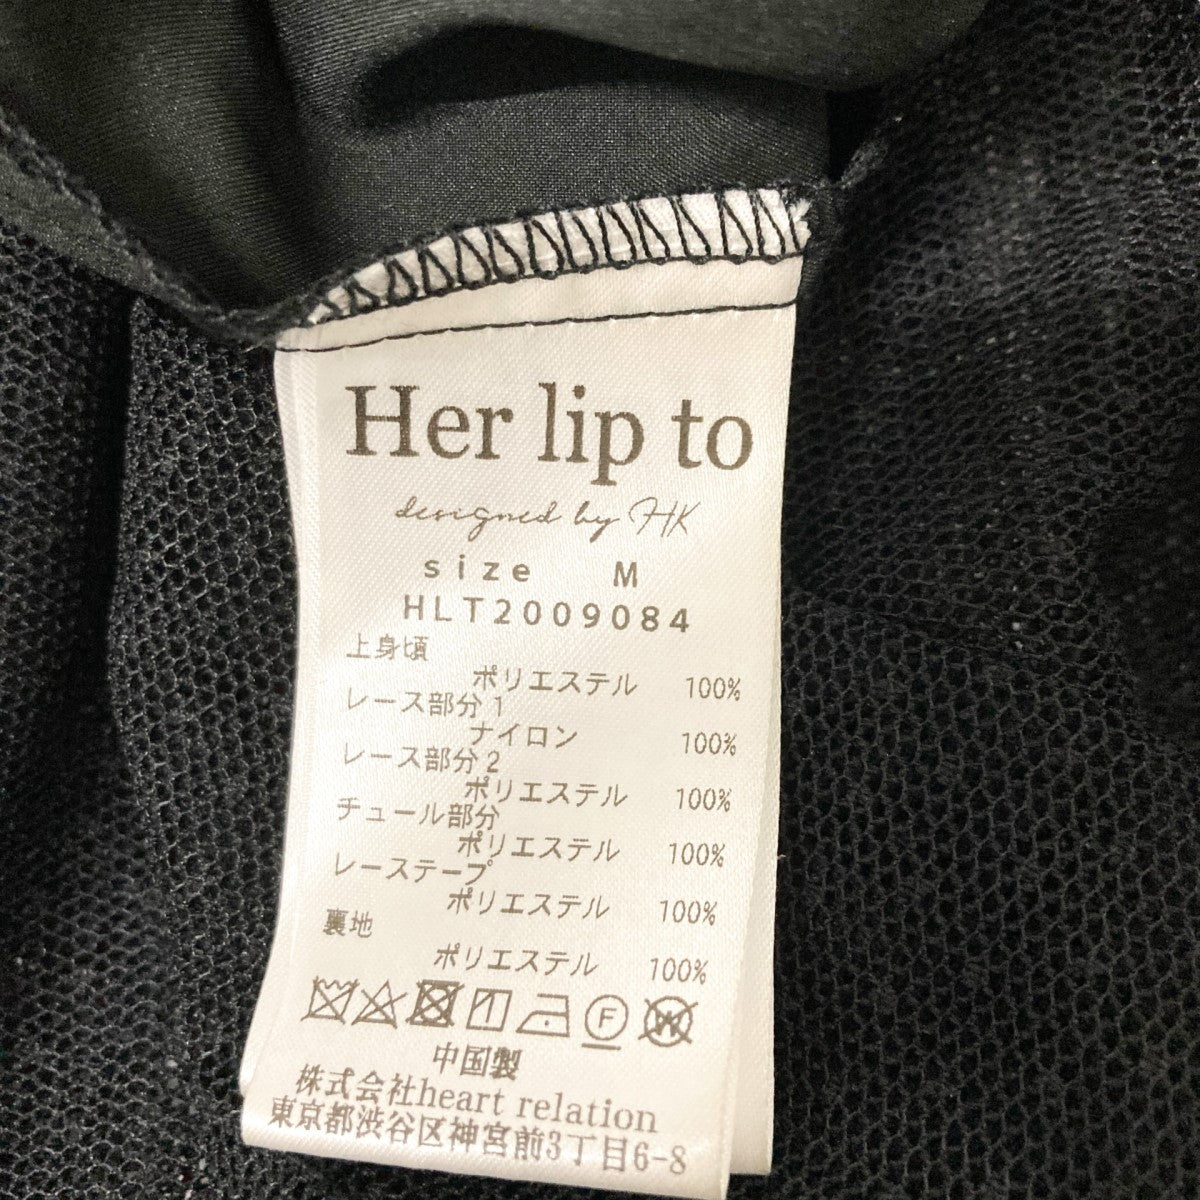 Her lip to
designed by HK
size M
HLT2009084
上身頃
ポリエステル 100%
レース部分1
ナイロン 100%
レース部分2
ポリエステル 100%
チュール部分
ポリエステル 100%
レーステープ
ポリエステル 100%
裏地
ポリエステル 100%
F W
中国製
株式会社heart relation
東京都渋谷区神宮前3丁目6-8